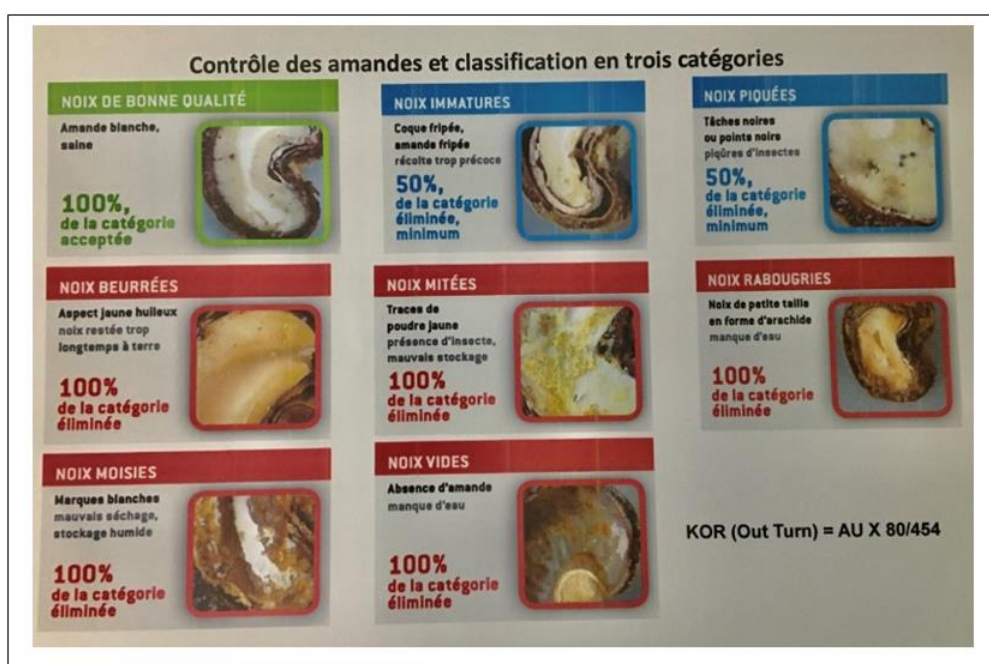 Contrôle des amandes et classification en trois catégories
NOIX DE BONNE QUALITÉ
Amande blanche,
saine
100%,
de la catégorie
acceptée
NOIX IMMATURES
Coque fripée,
amande fripée
récolte trop précoce
50%,
de la catégorie
éliminée,
minimum
NOIX PIQUÉES
Tâches noires
ou points noirs
piqûres d'insectes
50%,
de la catégorie
éliminée,
minimum
NOIX BEURRÉES
Aspect jaune huileux
noix restée trop
longtemps à terre
100%
de la catégorie
éliminée
NOIX MITÉES
Traces de
poudre jaune
présence d'insecte,
mauvais stockage
100%
de la catégorie
éliminée
NOIX RABOUGRIES
Noix de petite taille
en forme d'arachide
manque d'eau
100%
de la catégorie
éliminée
NOIX MOISIES
Marques blanches
mauvais séchage,
stockage humide
100%
de la catégorie
éliminée
NOIX VIDES
Absence d'amande
manque d'eau
100%
de la catégorie
éliminée
KOR (Out Turn) = AU X 80/454